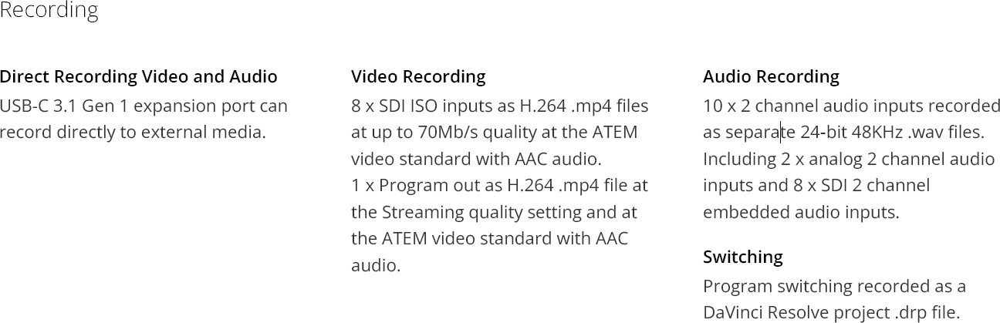 Recording
Direct Recording Video and Audio
USB-C 3.1 Gen 1 expansion port can
record directly to external media.
Video Recording
8 x SDI ISO inputs as H.264 .mp4 files
at up to 70Mb/s quality at the ATEM
video standard with AAC audio.
1 x Program out as H.264 .mp4 file at
the Streaming quality setting and at
the ATEM video standard with AAC
audio.
Audio Recording
10 x 2 channel audio inputs recorded
as separate 24-bit 48KHz .wav files.
Including 2 x analog 2 channel audio
inputs and 8 x SDI 2 channel
embedded audio inputs.
Switching
Program switching recorded as a
DaVinci Resolve project .drp file.